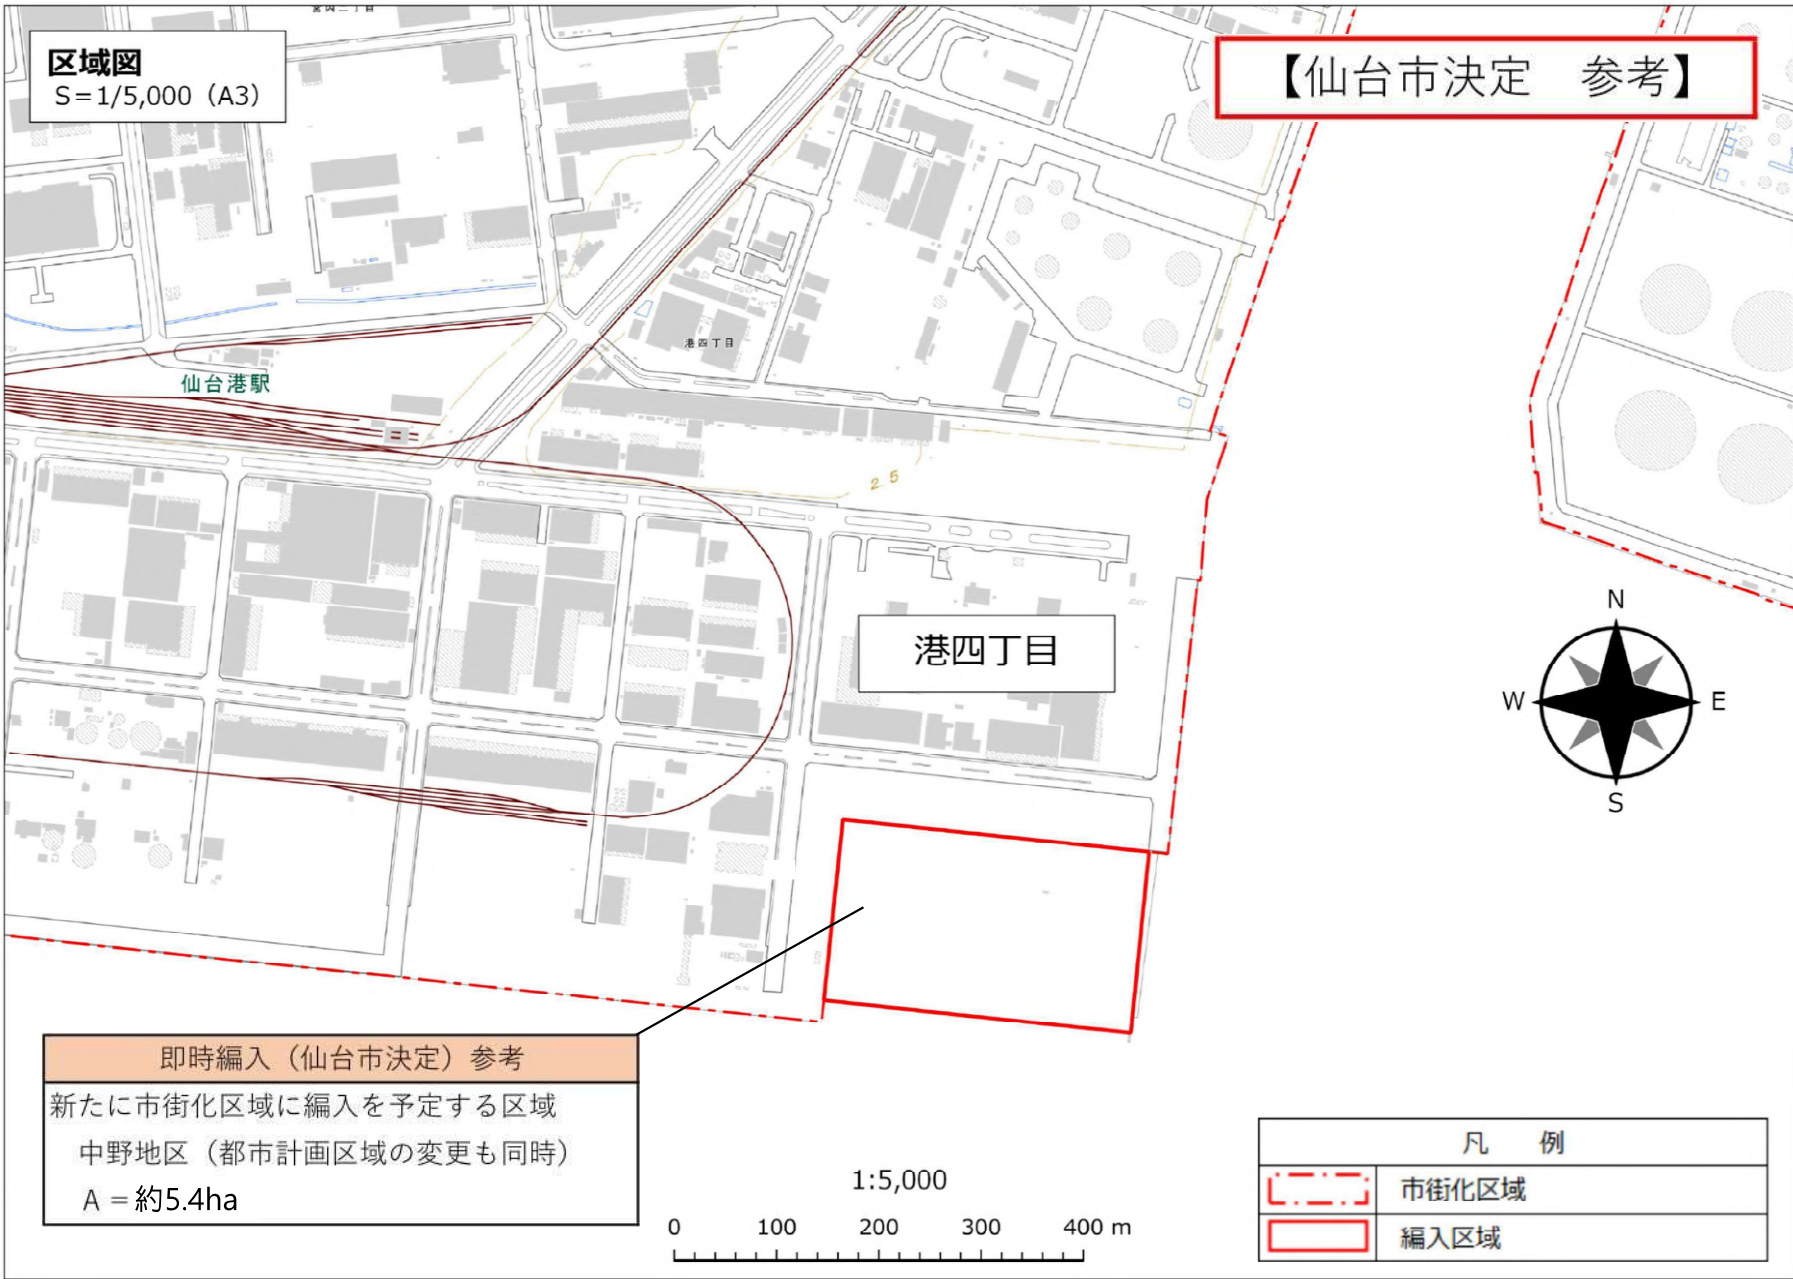 港四丁目
区域図
S=1/5,000（A3）
【仙台市決定　参考】
港四丁目
仙台港駅
2.5
港四丁目
N
W
E
S
即時編入（仙台市決定）参考
新たに市街化区域に編入を予定する区域
中野地区（都市計画区域の変更も同時）
A＝約5.4ha
1:5,000
0 100 200 300 400 m
凡　例
市街化区域
編入区域